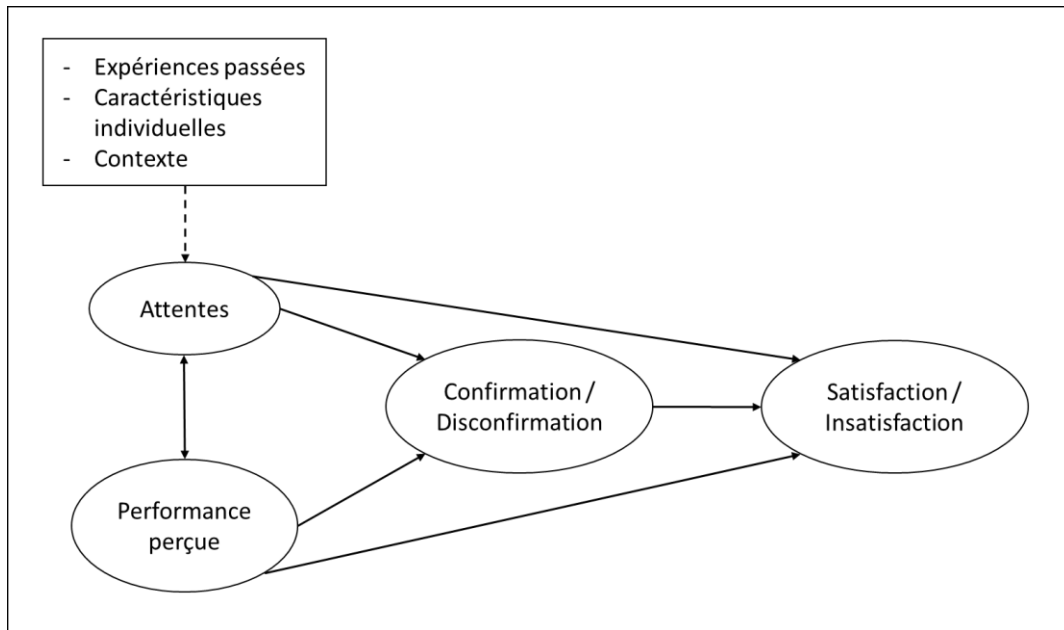 - Expériences passées
- Caractéristiques
individuelles
- Contexte
Attentes
Confirmation /
Disconfirmation
Satisfaction /
Insatisfaction
Performance
perçue